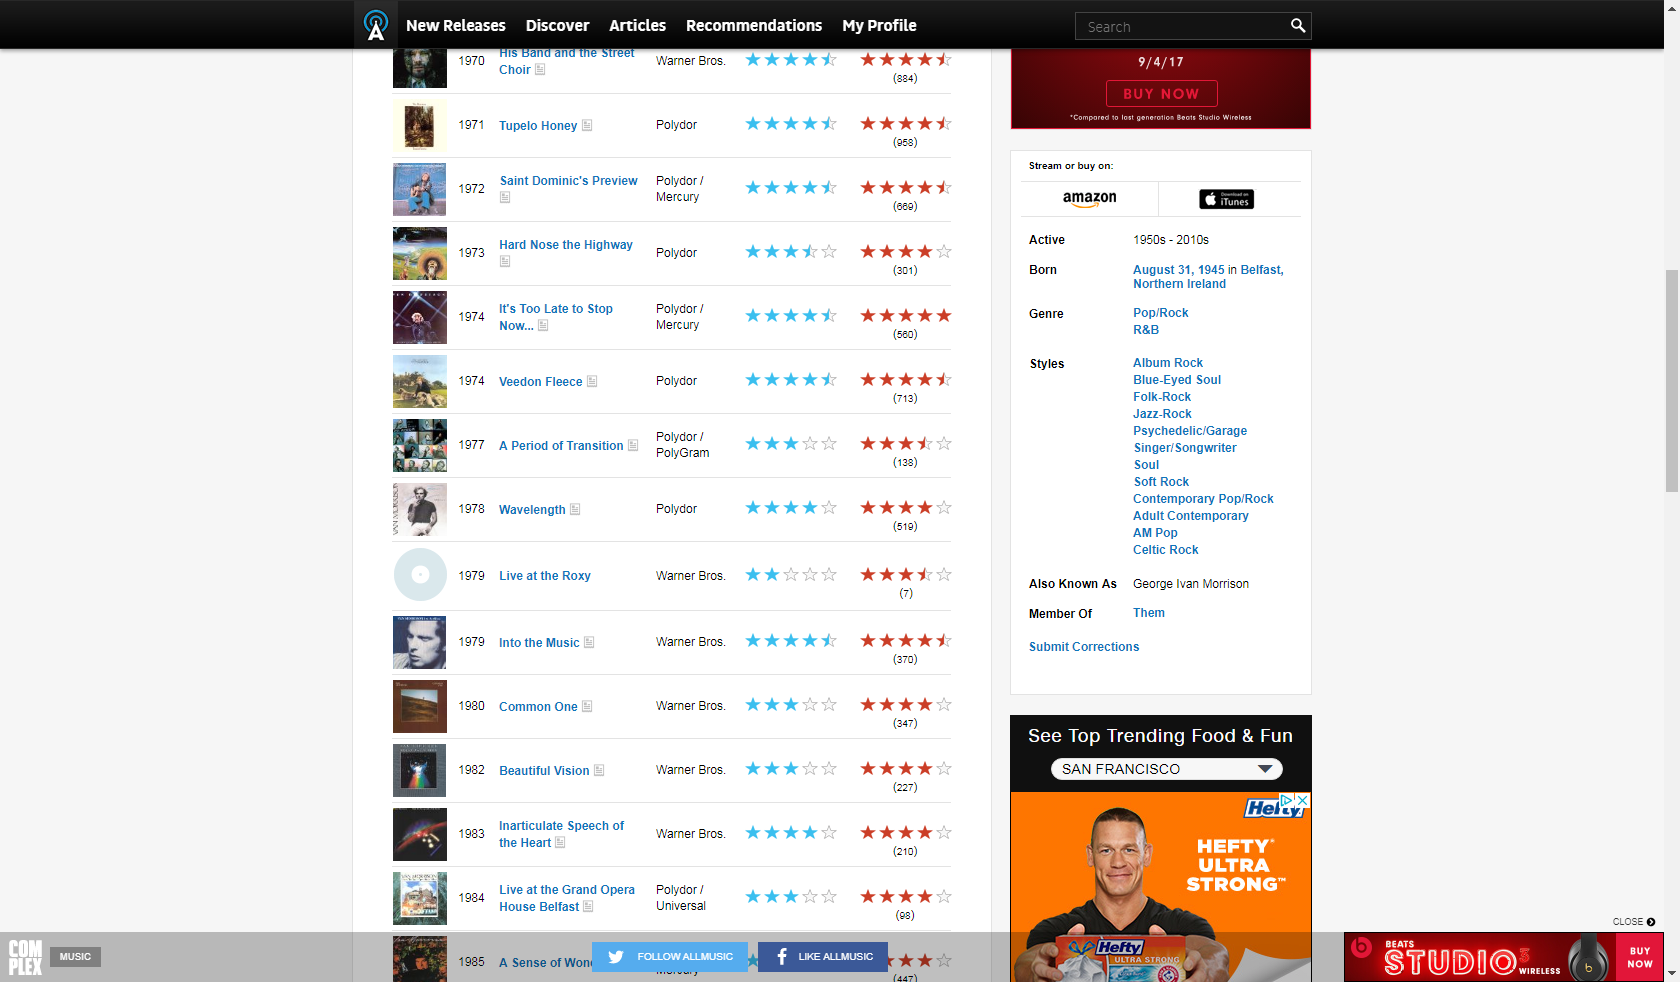 New Releases Discover Articles Recommendations My Profile Search
1970 His Band and the Street Choir Warner Bros. (884)
1971 Tupelo Honey Polydor (958)
1972 Saint Dominic's Preview Polydor / Mercury (669)
1973 Hard Nose the Highway Polydor (301)
1974 It's Too Late to Stop Now... Polydor / Mercury (560)
1974 Veedon Fleece Polydor (713)
1977 A Period of Transition Polydor / PolyGram (138)
1978 Wavelength Polydor (519)
1979 Live at the Roxy Warner Bros. (7)
1979 Into the Music Warner Bros. (370)
1980 Common One Warner Bros. (347)
1982 Beautiful Vision Warner Bros. (227)
1983 Inarticulate Speech of the Heart Warner Bros. (210)
1984 Live at the Grand Opera House Belfast Polydor / Universal (98)
1985 A Sense of Won Mercury (447)
9/4/17
BUY NOW
*Compared to last generation Beats Studio Wireless
Stream or buy on:
amazon
Download on iTunes
Active 1950s - 2010s
Born August 31, 1945 in Belfast,
Northern Ireland
Genre Pop/Rock
R&B
Styles Album Rock
Blue-Eyed Soul
Folk-Rock
Jazz-Rock
Psychedelic/Garage
Singer/Songwriter
Soul
Soft Rock
Contemporary Pop/Rock
Adult Contemporary
AM Pop
Celtic Rock
Also Known As George Ivan Morrison
Member Of Them
Submit Corrections
See Top Trending Food & Fun
SAN FRANCISCO
Hefty
HEFTY®
ULTRA
STRONG™
Hefty
ULTRA STRONG
CLOSE
COMPLEX
MUSIC
FOLLOW ALLMUSIC
LIKE ALLMUSIC
BEATS
STUDIO3
WIRELESS
BUY
NOW